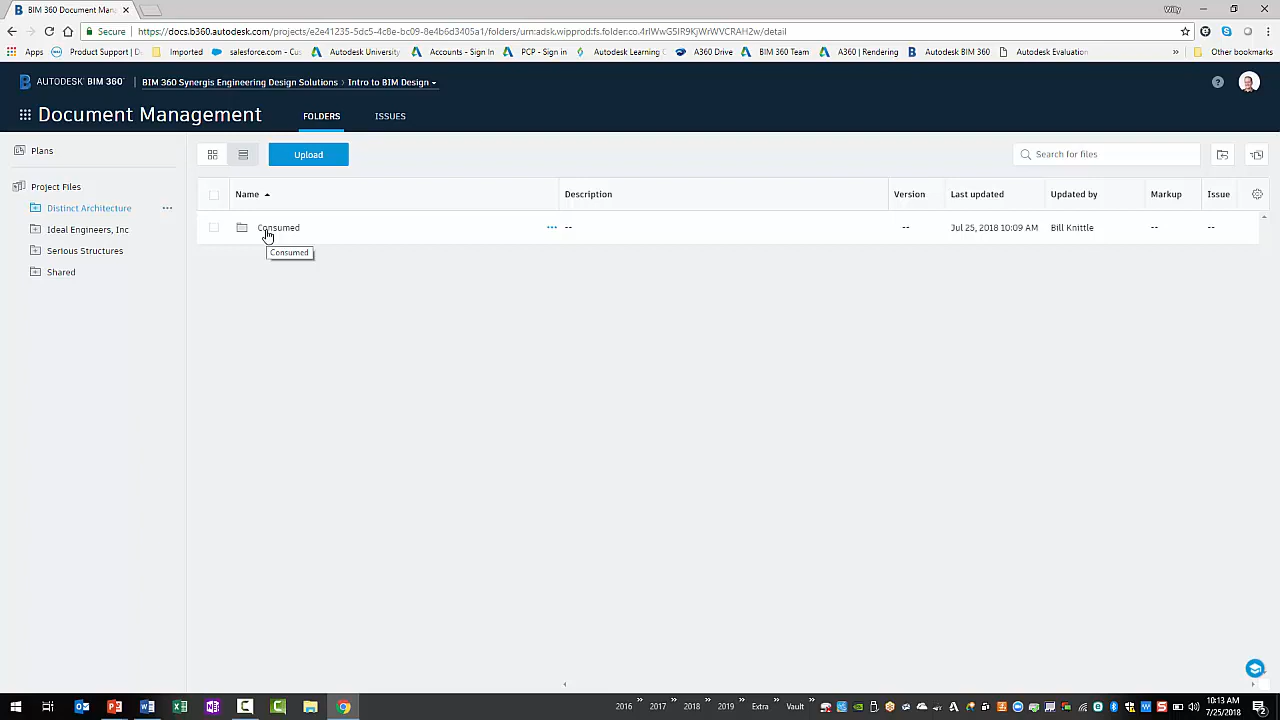 BIM 360 Document Mana
Willy
Secure
https://docs.b360.autodesk.com/projects/e2e41235-5dc5-4c8e-bc09-8e4b6d3405a1/folders/urn:adsk.wipprod:fs.folder.co.4rlWwG5lR9KjWrWVCRAH2w/detail
Apps
Product Support | D
Imported
salesforce.com - Cus
Autodesk University
Accounts - Sign In
PCP - Sign in
Autodesk Learning C
A360 Drive
BIM 360 Team
A360 | Rendering
Autodesk BIM 360
Autodesk Evaluation
»
Other bookmarks
AUTODESK® BIM 360™
BIM 360 Synergis Engineering Design Solutions > Intro to BIM Design
Document Management
FOLDERS
ISSUES
Plans
Upload
Search for files
Project Files
Distinct Architecture
Ideal Engineers, Inc
Serious Structures
Shared
Name
Description
Version
Last updated
Updated by
Markup
Issue
Consumed
--
--
Jul 25, 2018 10:09 AM
Bill Knittle
--
--
Consumed
2016
2017
2018
2019
Extra
Vault
10:13 AM
7/25/2018